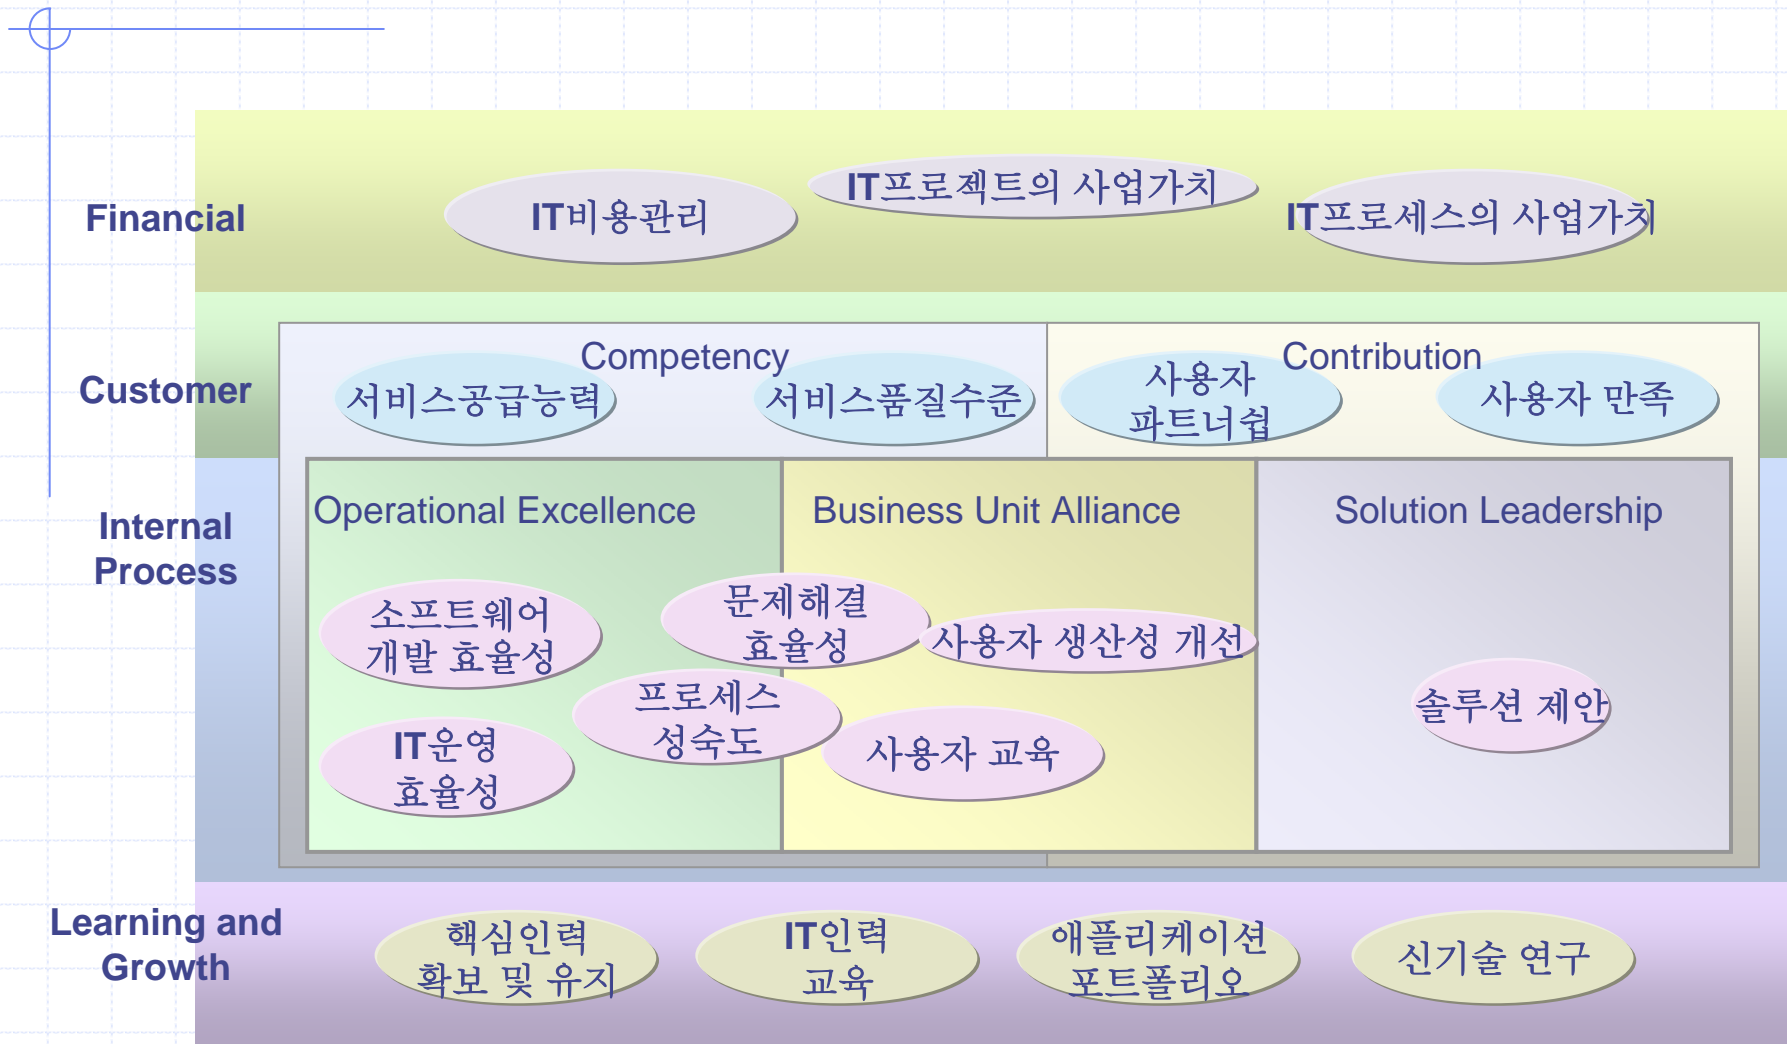 Financial
IT비용관리
IT프로젝트의 사업가치
IT프로세스의 사업가치
Customer
Competency
Contribution
서비스공급능력
서비스품질수준
사용자
파트너쉽
사용자 만족
Internal
Process
Operational Excellence
Business Unit Alliance
Solution Leadership
소프트웨어
개발 효율성
문제해결
효율성
사용자 생산성 개선
프로세스
성숙도
IT운영
효율성
사용자 교육
솔루션 제안
Learning and
Growth
핵심인력
확보 및 유지
IT인력
교육
애플리케이션
포트폴리오
신기술 연구